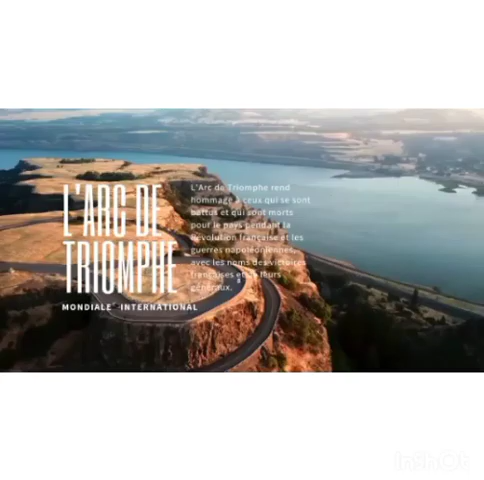 L'ARC DE
TRIOMPHE
MONDIALE INTERNATIONAL
L'Arc de Triomphe rend
hommage à ceux qui se sont
battus et qui sont morts
pour le pays pendant la
Révolution française et les
guerres napoléoniennes,
avec les noms des victoires
françaises et
généraux.
InShOt